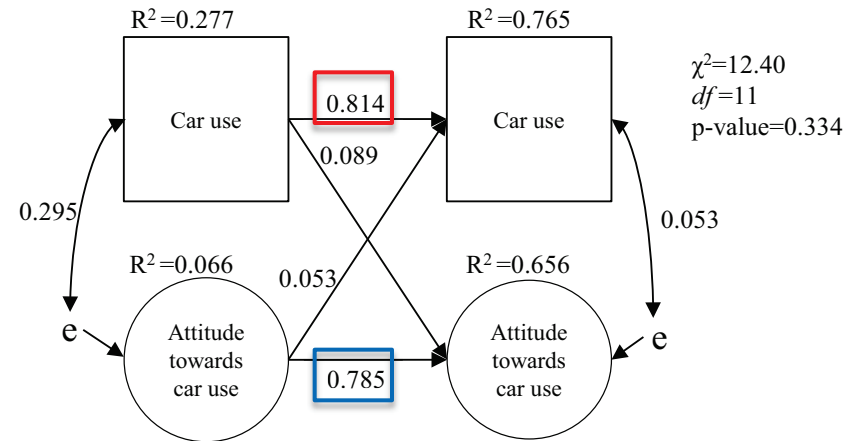 R²=0.277
R²=0.765
χ²=12.40
df=11
p-value=0.334
Car use
0.814
Car use
0.089
0.295
0.053
R²=0.066
0.053
R²=0.656
e
Attitude
towards
car use
0.785
Attitude
towards
car use
e